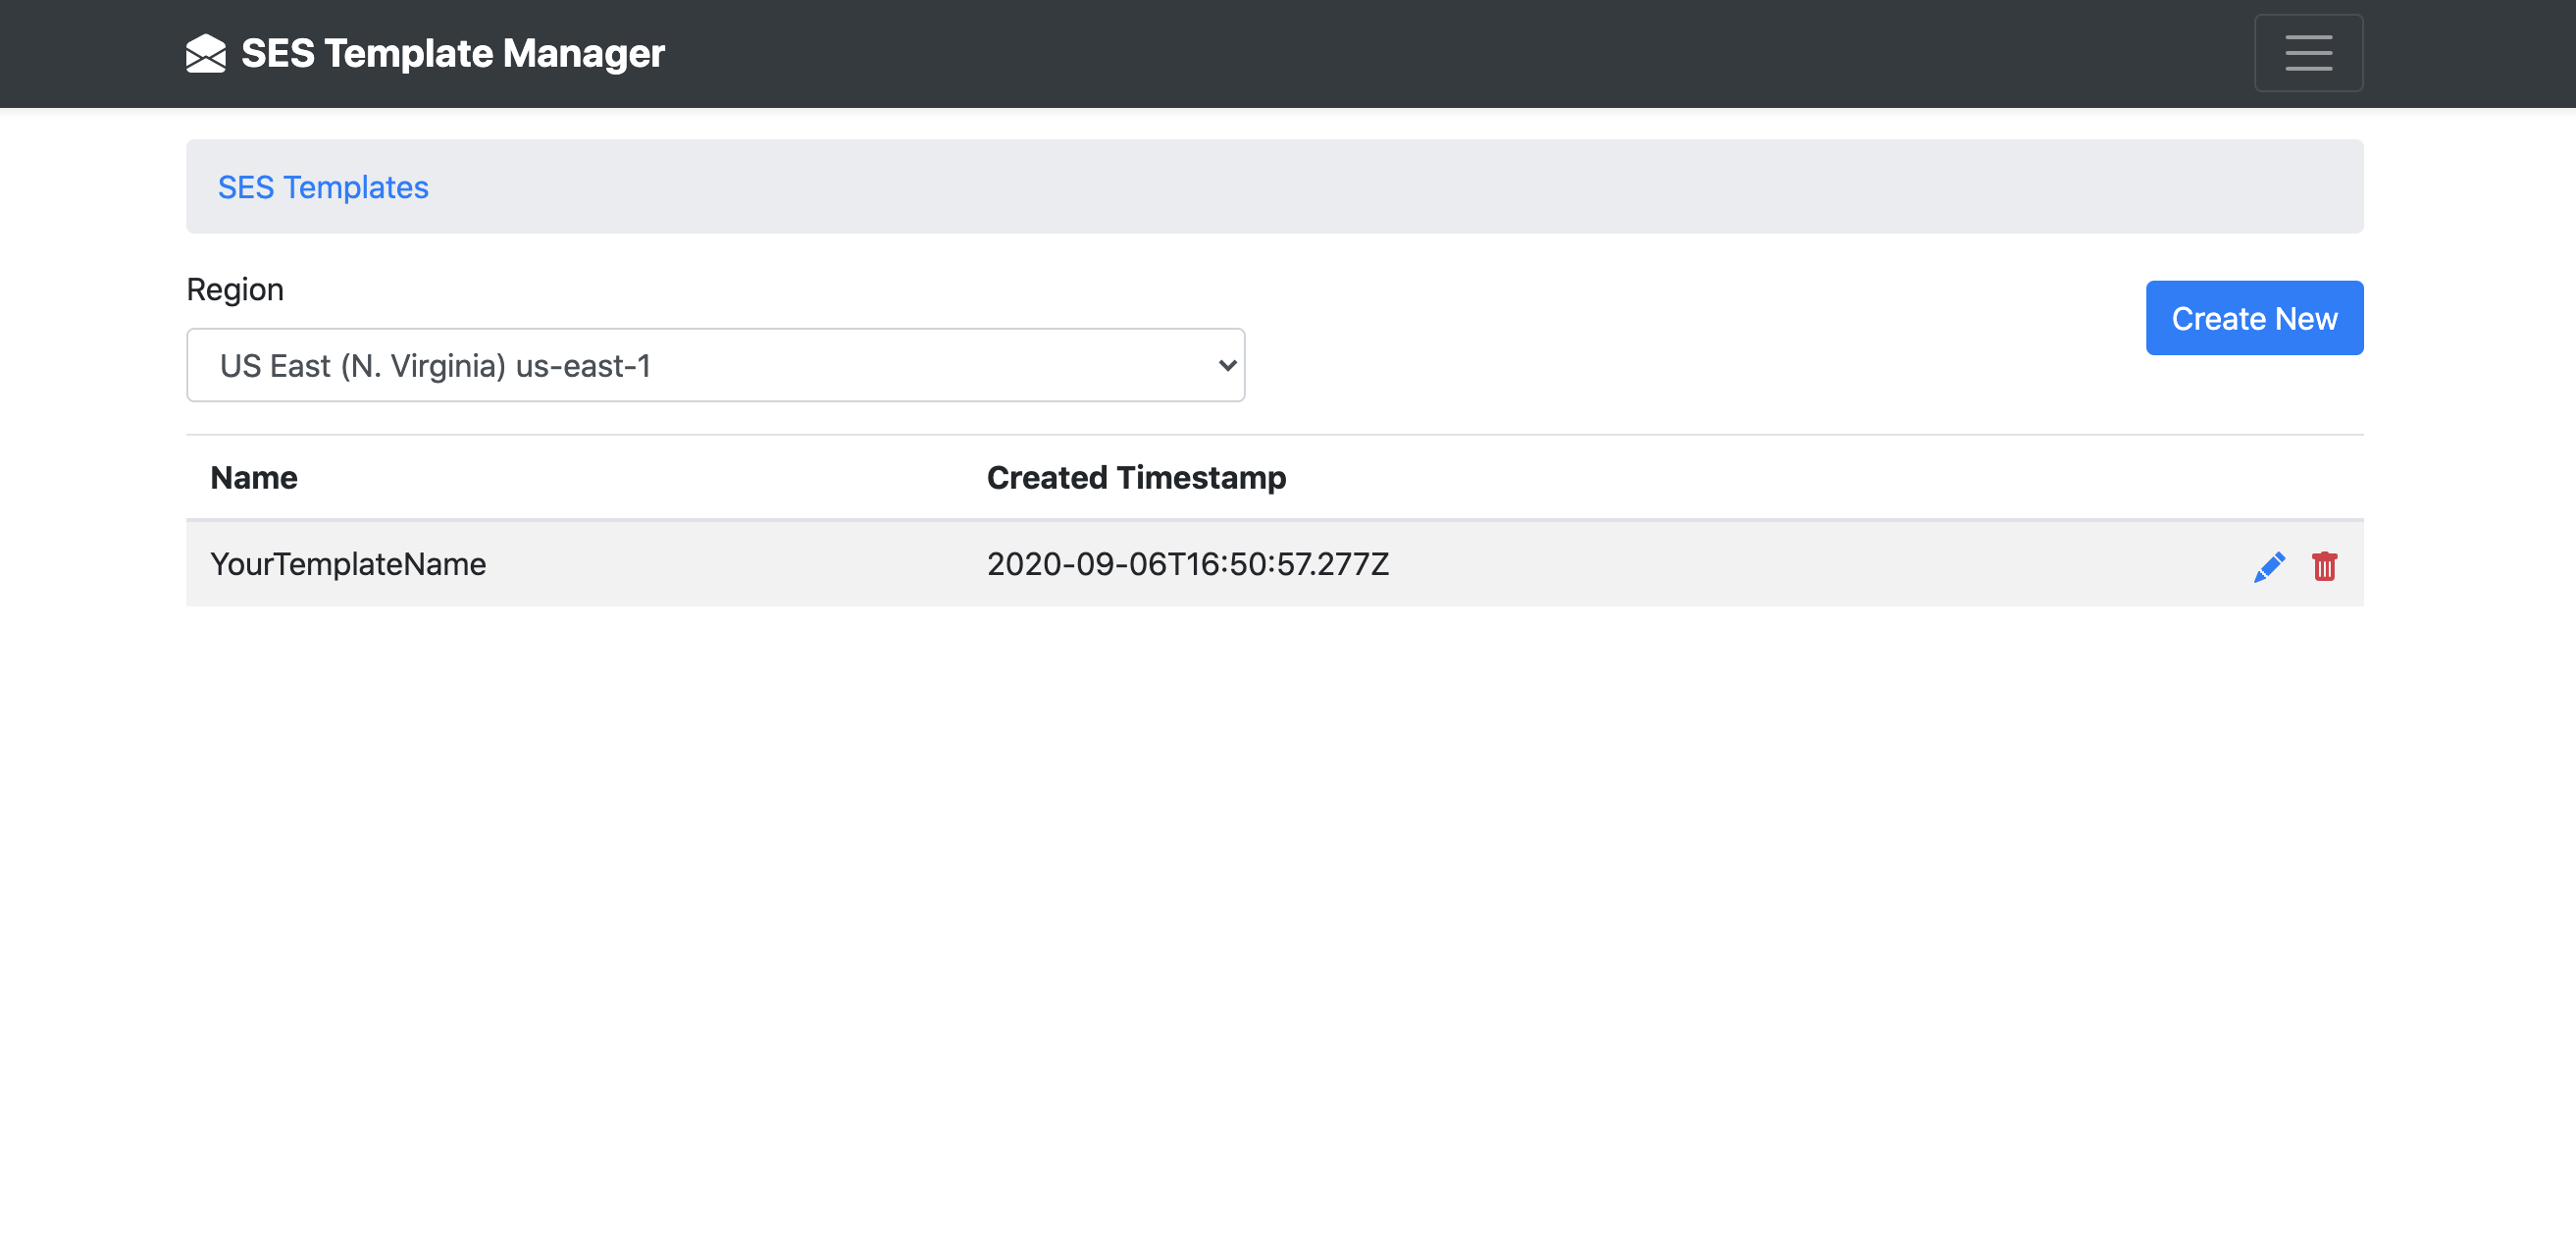 SES Template Manager
SES Templates
Region
Create New
US East (N. Virginia) us-east-1
Name Created Timestamp
YourTemplateName 2020-09-06T16:50:57.277Z